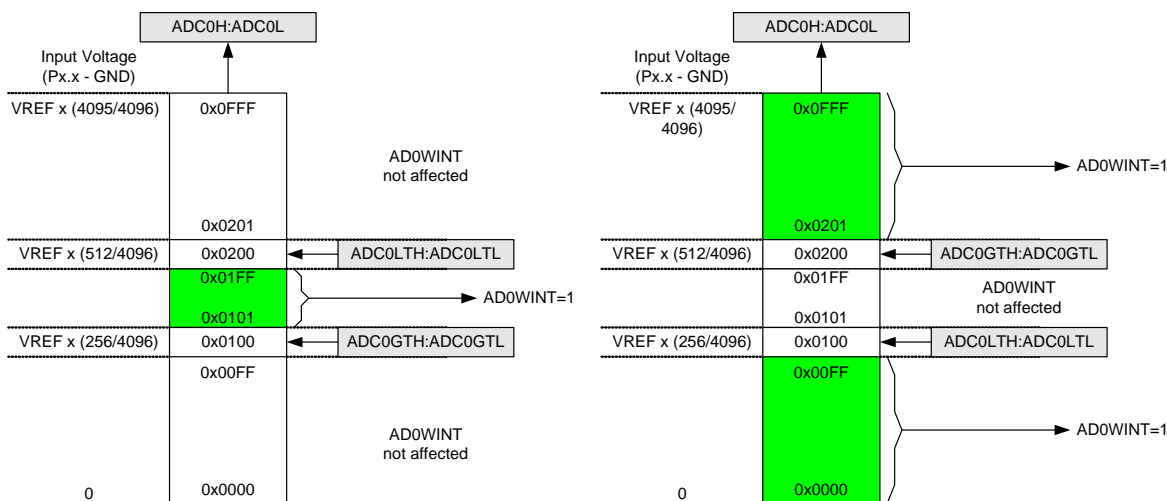 ADC0H:ADC0L
Input Voltage
(Px.x - GND)
VREF x (4095/4096)
0x0FFF
AD0WINT
not affected
0x0201
VREF x (512/4096)
0x0200
ADC0LTH:ADC0LTL
0x01FF
AD0WINT=1
0x0101
VREF x (256/4096)
0x0100
ADC0GTH:ADC0GTL
0x00FF
AD0WINT
not affected
0
0x0000
ADC0H:ADC0L
Input Voltage
(Px.x - GND)
VREF x (4095/
4096)
0x0FFF
AD0WINT=1
0x0201
VREF x (512/4096)
0x0200
ADC0GTH:ADC0GTL
0x01FF
AD0WINT
not affected
0x0101
VREF x (256/4096)
0x0100
ADC0LTH:ADC0LTL
0x00FF
AD0WINT=1
0
0x0000